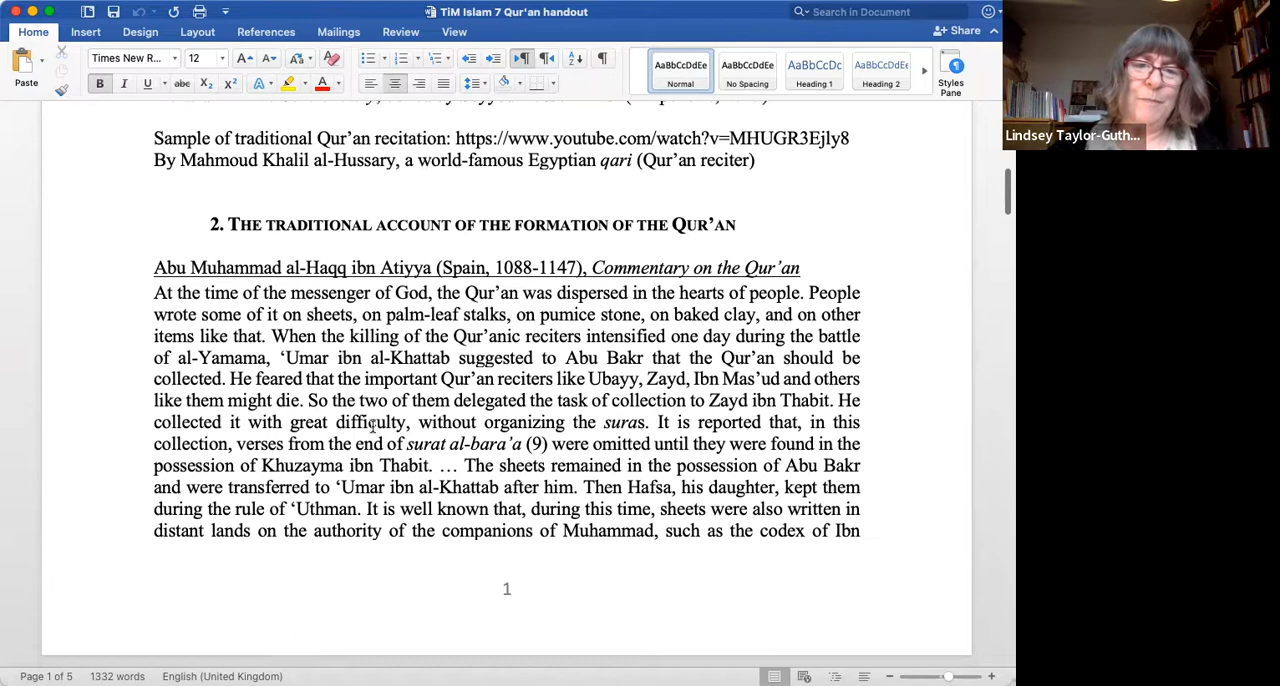 TiM Islam 7 Qur'an handout
Search in Document
Home Insert Design Layout References Mailings Review View
Share
Paste
Times New R... 12
B I U abc X₂ X²
AaBbCcDdEe AaBbCcDdEe AaBbCcDc AaBbCcDdEe
Normal No Spacing Heading 1 Heading 2
Styles
Pane
Lindsey Taylor-Guth...
Sample of traditional Qur’an recitation: https://www.youtube.com/watch?v=MHUGR3Ejly8
By Mahmoud Khalil al-Hussary, a world-famous Egyptian qari (Qur’an reciter)
2. THE TRADITIONAL ACCOUNT OF THE FORMATION OF THE QUR’AN
Abu Muhammad al-Haqq ibn Atiyya (Spain, 1088-1147), Commentary on the Qur’an
At the time of the messenger of God, the Qur’an was dispersed in the hearts of people. People
wrote some of it on sheets, on palm-leaf stalks, on pumice stone, on baked clay, and on other
items like that. When the killing of the Qur’anic reciters intensified one day during the battle
of al-Yamama, ‘Umar ibn al-Khattab suggested to Abu Bakr that the Qur’an should be
collected. He feared that the important Qur’an reciters like Ubayy, Zayd, Ibn Mas’ud and others
like them might die. So the two of them delegated the task of collection to Zayd ibn Thabit. He
collected it with great difficulty, without organizing the suras. It is reported that, in this
collection, verses from the end of surat al-bara’a (9) were omitted until they were found in the
possession of Khuzayma ibn Thabit. … The sheets remained in the possession of Abu Bakr
and were transferred to ‘Umar ibn al-Khattab after him. Then Hafsa, his daughter, kept them
during the rule of ‘Uthman. It is well known that, during this time, sheets were also written in
distant lands on the authority of the companions of Muhammad, such as the codex of Ibn
1
Page 1 of 5 1332 words English (United Kingdom)